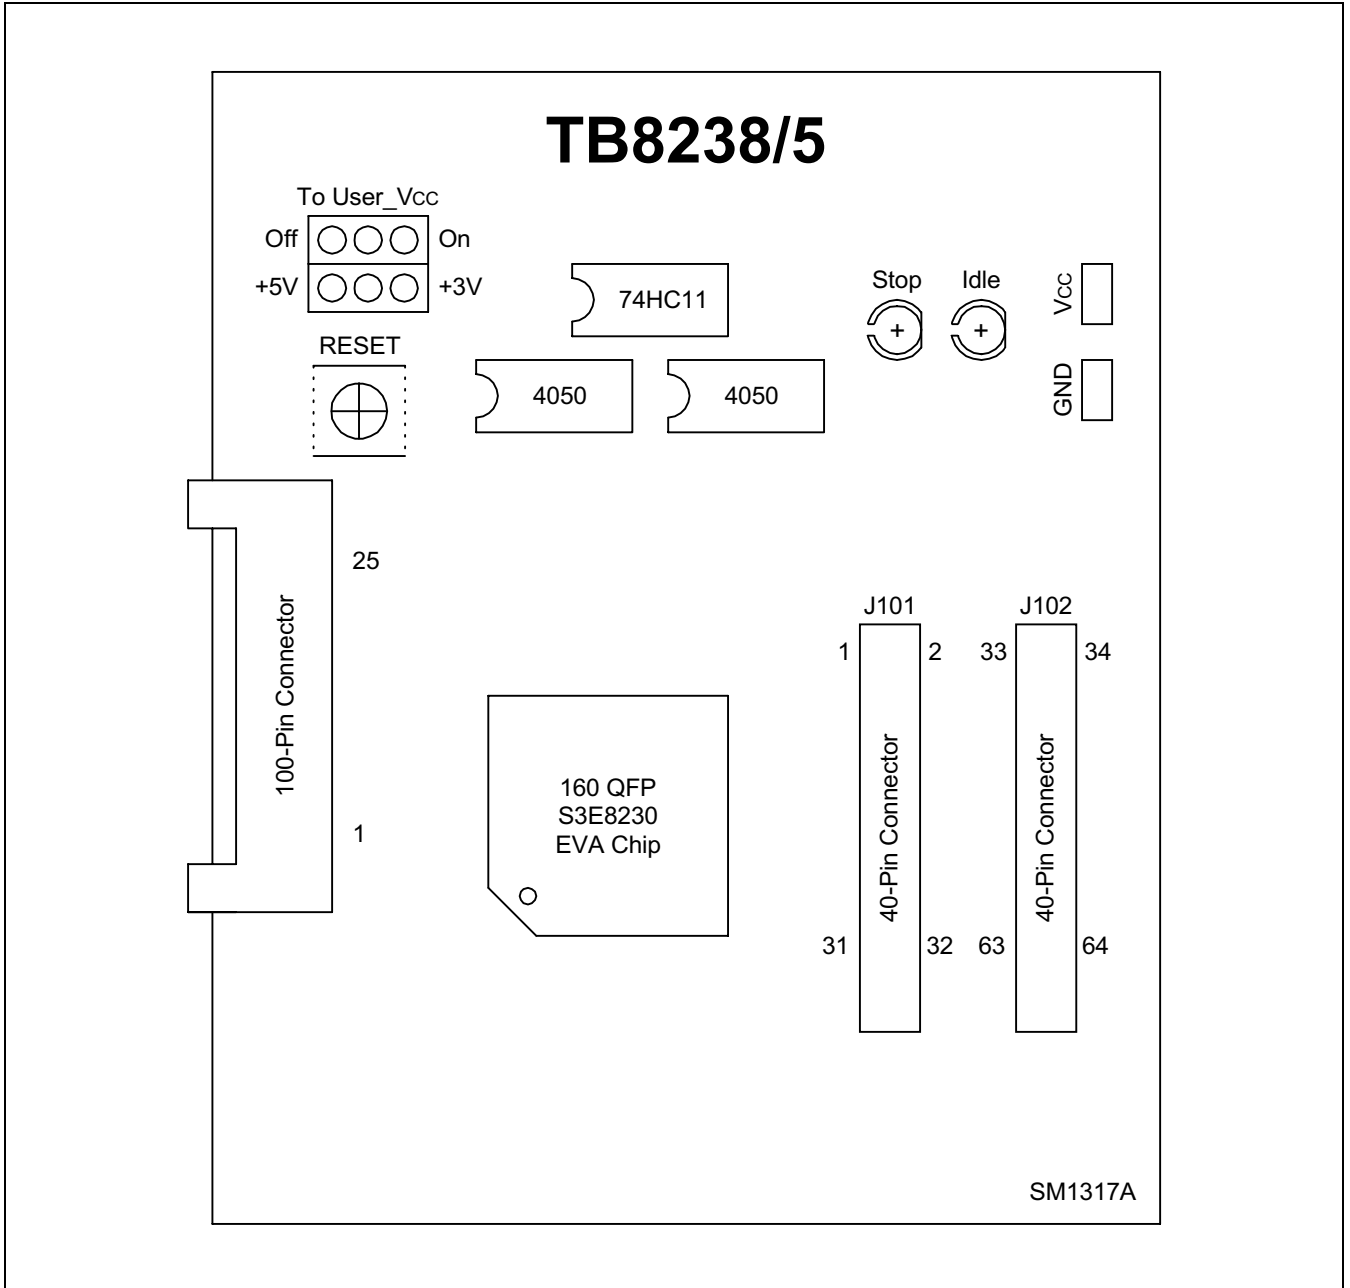 TB8238/5
To User_Vcc
Off
On
+5V
+3V
RESET
74HC11
4050
4050
Stop
Idle
Vcc
GND
25
100-Pin Connector
1
160 QFP
S3E8230
EVA Chip
J101
1
2
40-Pin Connector
31
32
J102
33
34
40-Pin Connector
63
64
SM1317A